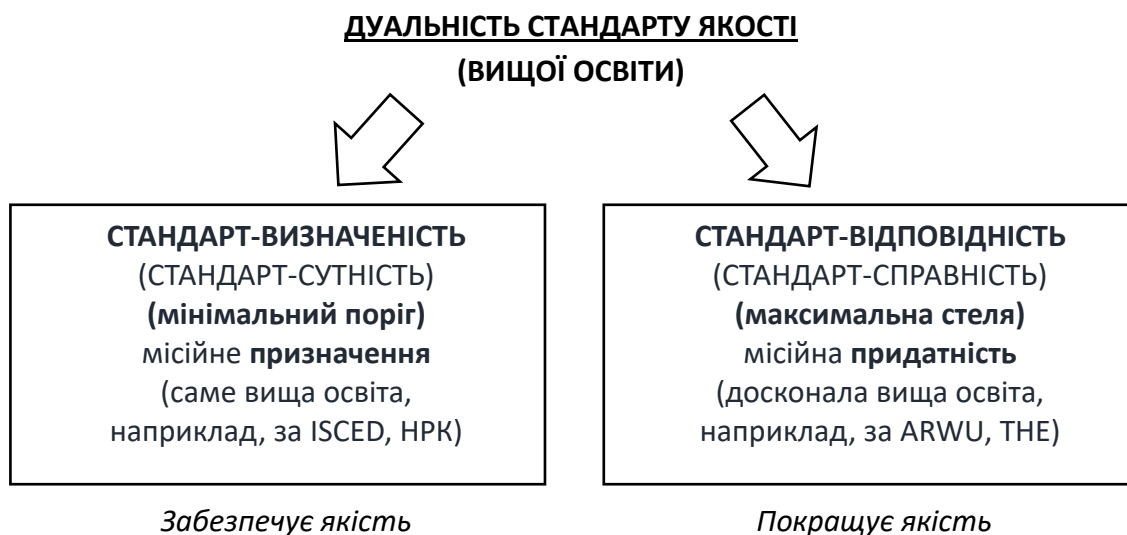 ДУАЛЬНІСТЬ СТАНДАРТУ ЯКОСТІ
(ВИЩОЇ ОСВІТИ)
СТАНДАРТ-ВИЗНАЧЕНІСТЬ
(СТАНДАРТ-СУТНІСТЬ)
(мінімальний поріг)
місійне призначення
(саме вища освіта,
наприклад, за ISCED, НРК)
Забезпечує якість
СТАНДАРТ-ВІДПОВІДНІСТЬ
(СТАНДАРТ-СПРАВНІСТЬ)
(максимальна стеля)
місійна придатність
(досконала вища освіта,
наприклад, за ARWU, THE)
Покращує якість